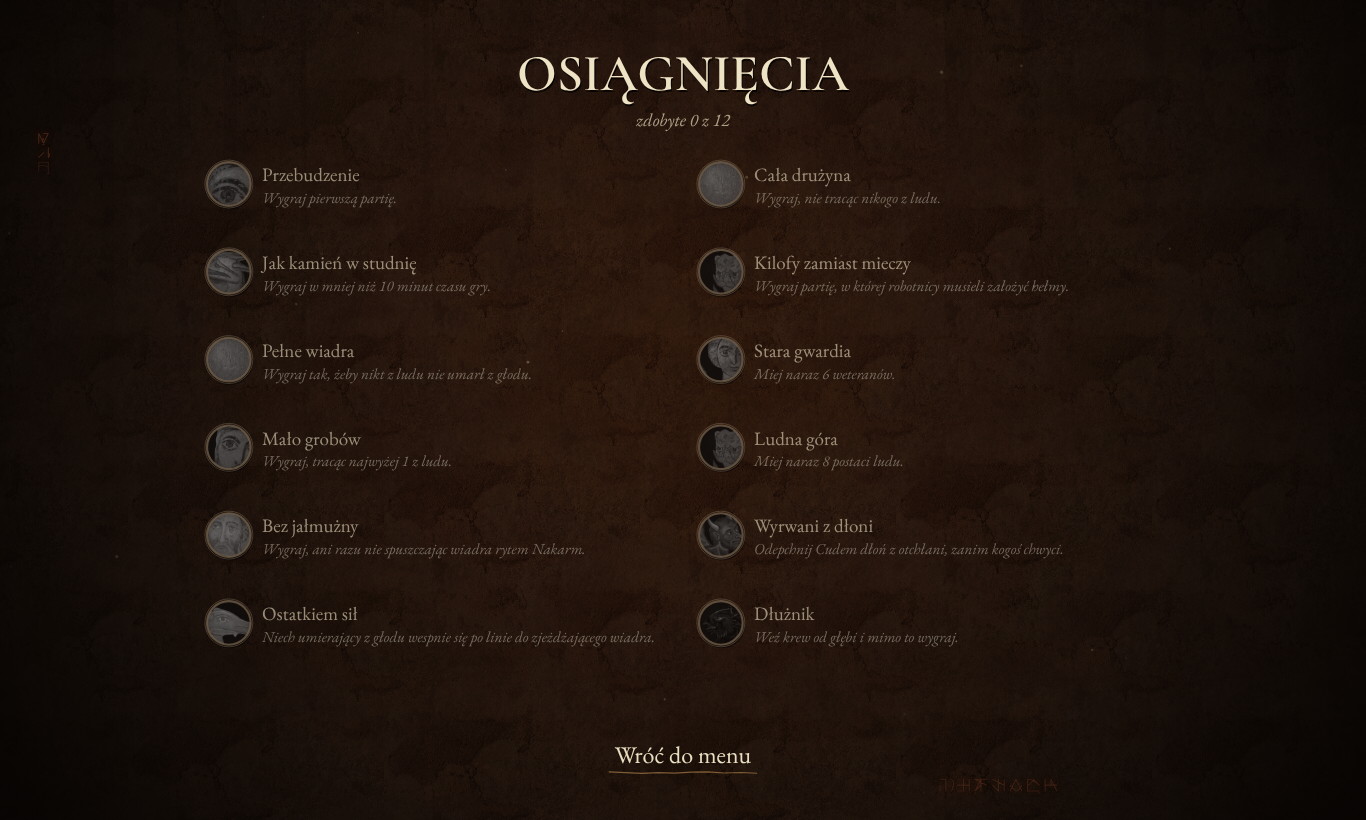 OSIĄGNIĘCIA
zdobyte 0 z 12
Przebudzenie
Wygraj pierwszą partię.
Jak kamień w studnię
Wygraj w mniej niż 10 minut czasu gry.
Pełne wiadra
Wygraj tak, żeby nikt z ludu nie umarł z głodu.
Mało grobów
Wygraj, tracąc najwyżej 1 z ludu.
Bez jałmużny
Wygraj, ani razu nie spuszczając wiadra rytem Nakarm.
Ostatkiem sił
Niech umierający z głodu wespnie się po linie do zjeżdżającego wiadra.
Cała drużyna
Wygraj, nie tracąc nikogo z ludu.
Kilofy zamiast mieczy
Wygraj partię, w której robotnicy musieli założyć hełmy.
Stara gwardia
Miej naraz 6 weteranów.
Ludna góra
Miej naraz 8 postaci ludu.
Wyrwani z dłoni
Odepchnij Cudem dłoń z otchłani, zanim kogoś chwyci.
Dłużnik
Weź krew od głębi i mimo to wygraj.
Wróć do menu